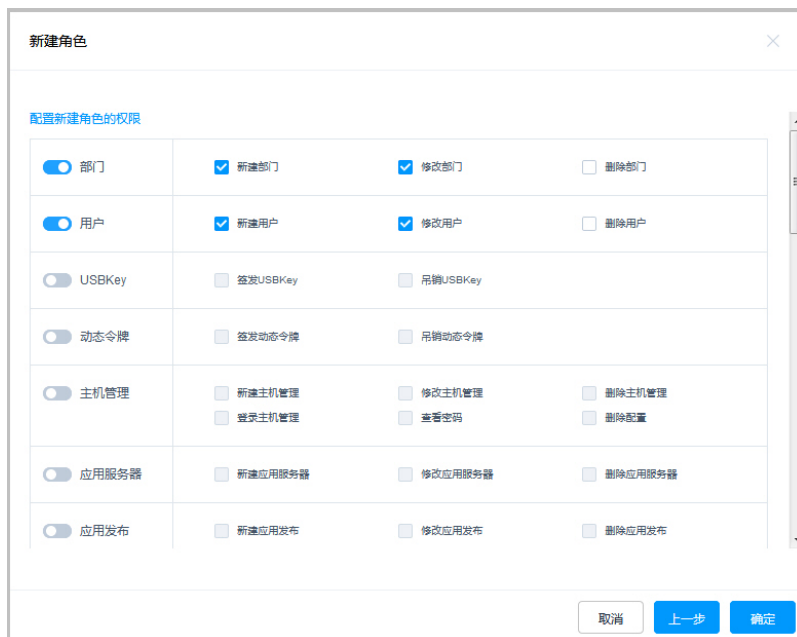 新建角色
配置新建角色的权限
部门 新建部门 修改部门 删除部门
用户 新建用户 修改用户 删除用户
USBKey 签发USBKey 吊销USBKey
动态令牌 签发动态令牌 吊销动态令牌
主机管理 新建主机管理 修改主机管理 删除主机管理
登录主机管理 查看密码 删除配置
应用服务器 新建应用服务器 修改应用服务器 删除应用服务器
应用发布 新建应用发布 修改应用发布 删除应用发布
取消 上一步 确定